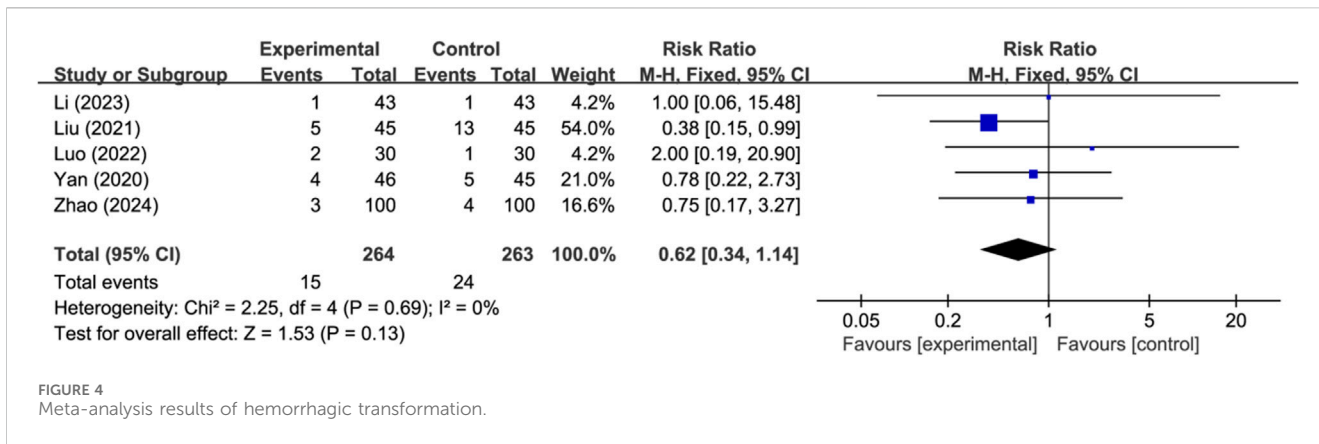 Experimental Control Risk Ratio Risk Ratio
Study or Subgroup Events Total Events Total Weight M-H, Fixed, 95% CI M-H, Fixed, 95% CI
Li (2023) 1 43 1 43 4.2% 1.00 [0.06, 15.48]
Liu (2021) 5 45 13 45 54.0% 0.38 [0.15, 0.99]
Luo (2022) 2 30 1 30 4.2% 2.00 [0.19, 20.90]
Yan (2020) 4 46 5 45 21.0% 0.78 [0.22, 2.73]
Zhao (2024) 3 100 4 100 16.6% 0.75 [0.17, 3.27]
Total (95% CI) 264 263 100.0% 0.62 [0.34, 1.14]
Total events 15 24
Heterogeneity: Chi² = 2.25, df = 4 (P = 0.69); I² = 0%
Test for overall effect: Z = 1.53 (P = 0.13)
0.05 0.2 1 5 20
Favours [experimental] Favours [control]
FIGURE 4
Meta-analysis results of hemorrhagic transformation.